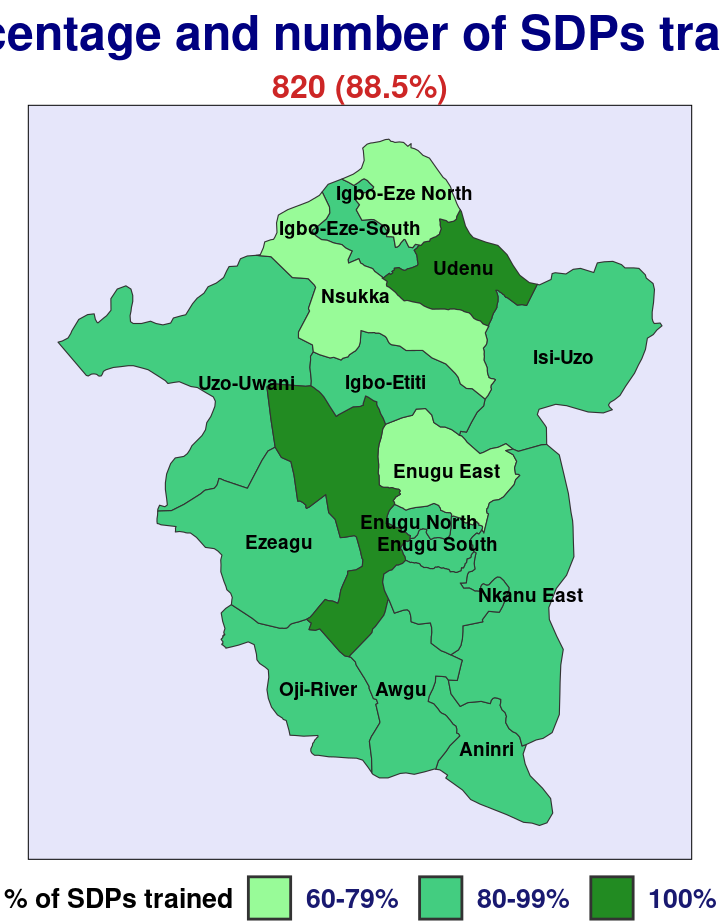 centage and number of SDPs tra
820 (88.5%)
Igbo-Eze North
Igbo-Eze-South
Udenu
Nsukka
Isi-Uzo
Uzo-Uwani
Igbo-Etiti
Enugu East
Enugu North
Ezeagu
Enugu South
Nkanu East
Oji-River
Awgu
Aninri
% of SDPs trained 60-79% 80-99% 100%